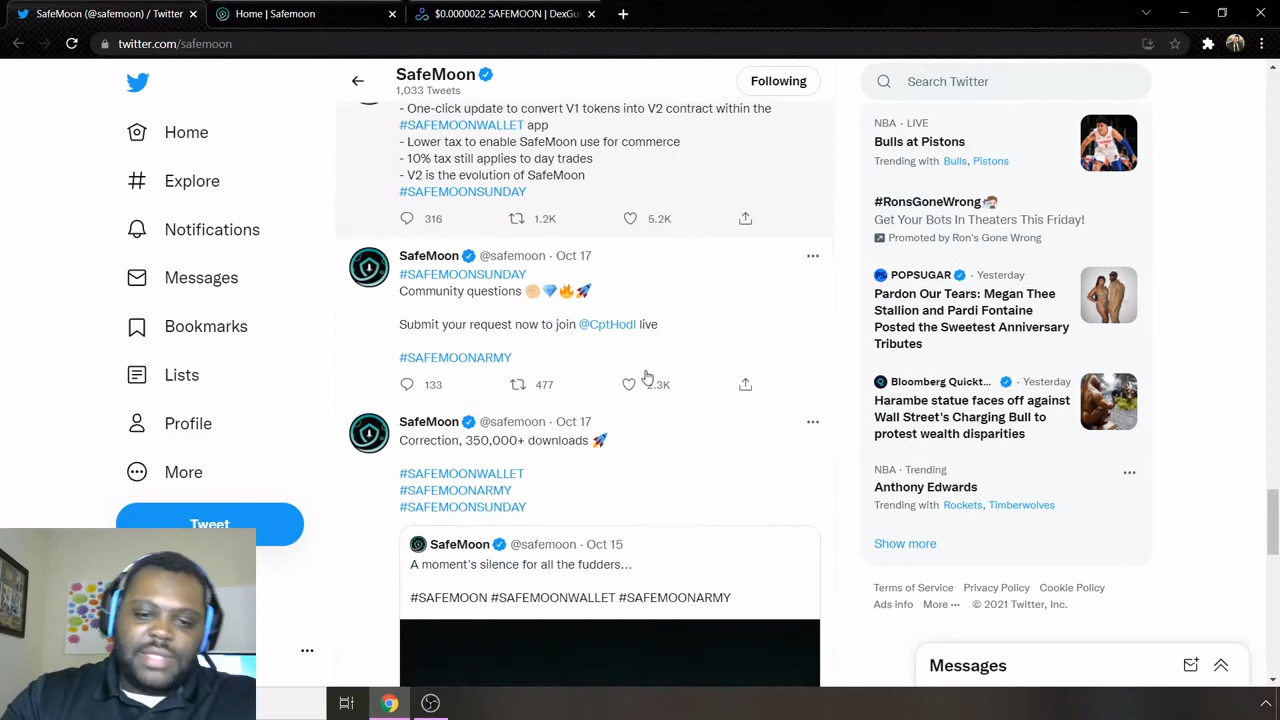 SafeMoon (@safemoon) / Twitter
Home | Safemoon
$0.0000022 SAFEMOON | DexGu
twitter.com/safemoon
SafeMoon
1,033 Tweets
Following
Search Twitter
Home
Explore
Notifications
Messages
Bookmarks
Lists
Profile
More
Tweet
- One-click update to convert V1 tokens into V2 contract within the
#SAFEMOONWALLET app
- Lower tax to enable SafeMoon use for commerce
- 10% tax still applies to day trades
- V2 is the evolution of SafeMoon
#SAFEMOONSUNDAY
316 1.2K 5.2K
SafeMoon @safemoon · Oct 17
#SAFEMOONSUNDAY
Community questions ✊🏼💎🔥🚀
Submit your request now to join @CptHodl live
#SAFEMOONARMY
133 477 2.3K
SafeMoon @safemoon · Oct 17
Correction, 350,000+ downloads 🚀
#SAFEMOONWALLET
#SAFEMOONARMY
#SAFEMOONSUNDAY
SafeMoon @safemoon · Oct 15
A moment's silence for all the fudders...
#SAFEMOON #SAFEMOONWALLET #SAFEMOONARMY
NBA · LIVE
Bulls at Pistons
Trending with Bulls, Pistons
#RonsGoneWrong
Get Your Bots In Theaters This Friday!
Promoted by Ron's Gone Wrong
POPSUGAR · Yesterday
Pardon Our Tears: Megan Thee
Stallion and Pardi Fontaine
Posted the Sweetest Anniversary
Tributes
Bloomberg Quickt... · Yesterday
Harambe statue faces off against
Wall Street's Charging Bull to
protest wealth disparities
NBA · Trending
Anthony Edwards
Trending with Rockets, Timberwolves
Show more
Terms of Service Privacy Policy Cookie Policy
Ads info More ··· © 2021 Twitter, Inc.
Messages